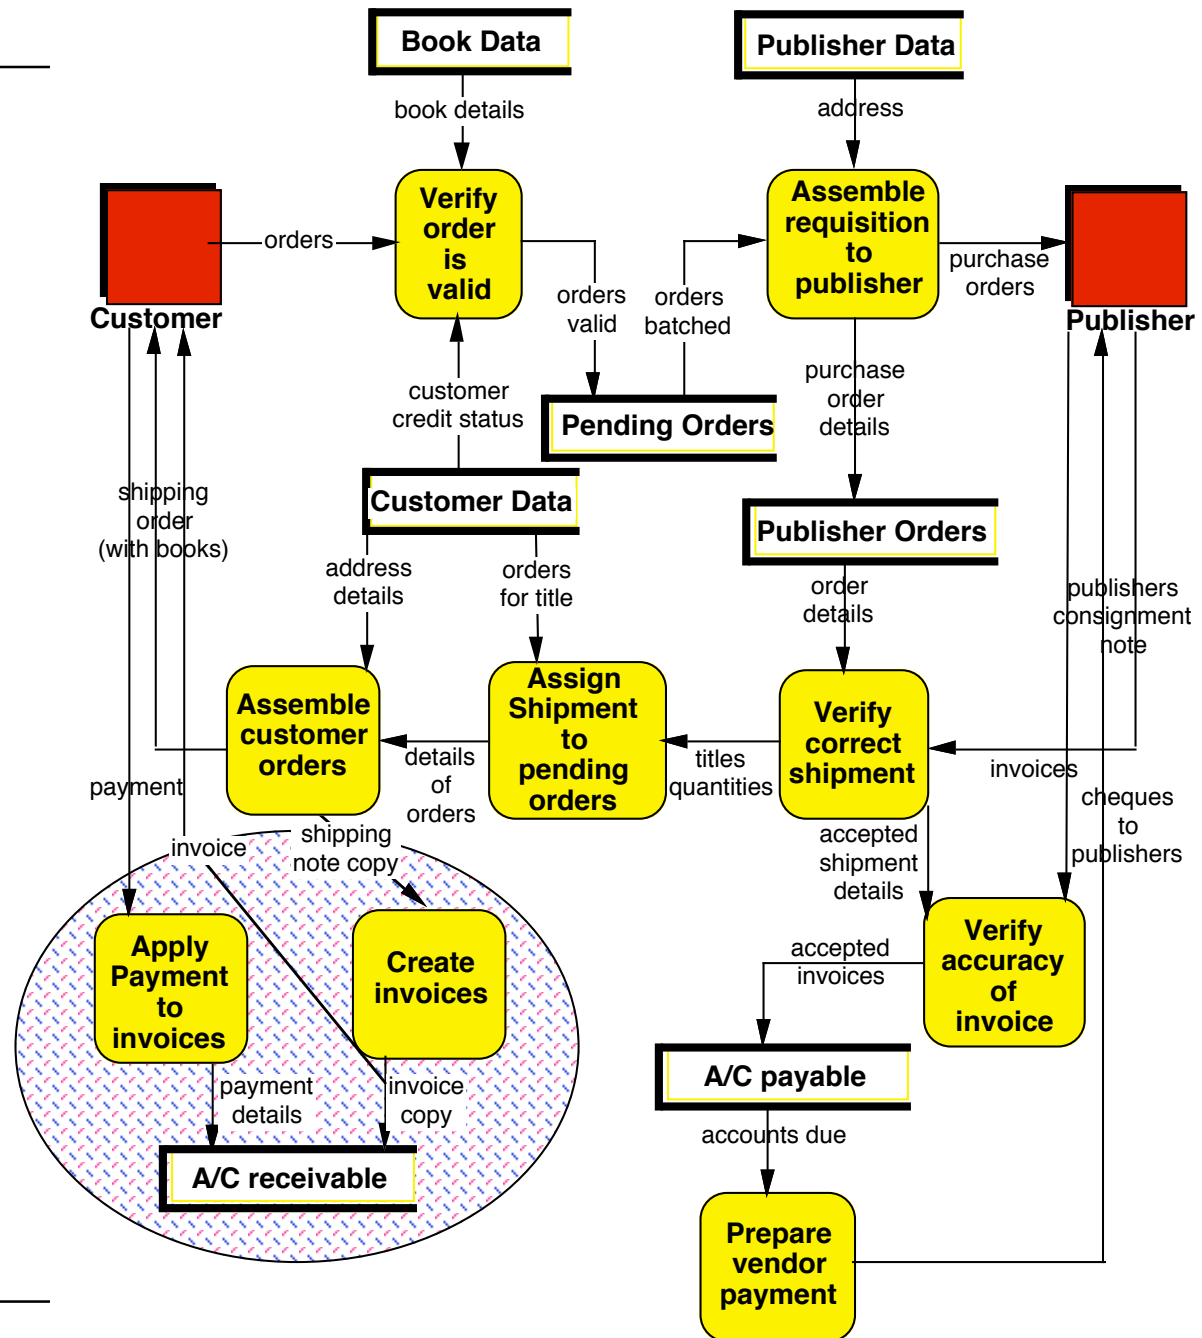 Book Data
Publisher Data
book details
address
Verify
order
is
valid
Assemble
requisition
to
publisher
orders
purchase
orders
Customer
Publisher
orders
valid
orders
batched
customer
credit status
purchase
order
details
Pending Orders
Customer Data
Publisher Orders
shipping
order
(with books)
address
details
orders
for title
order
details
publishers
consignment
note
Assemble
customer
orders
Assign
Shipment
to
pending
orders
Verify
correct
shipment
details
of
orders
titles
quantities
invoices
payment
cheques
to
publishers
invoice
shipping
note copy
accepted
shipment
details
Apply
Payment
to
invoices
Create
invoices
accepted
invoices
Verify
accuracy
of
invoice
payment
details
invoice
copy
A/C payable
accounts due
A/C receivable
Prepare
vendor
payment